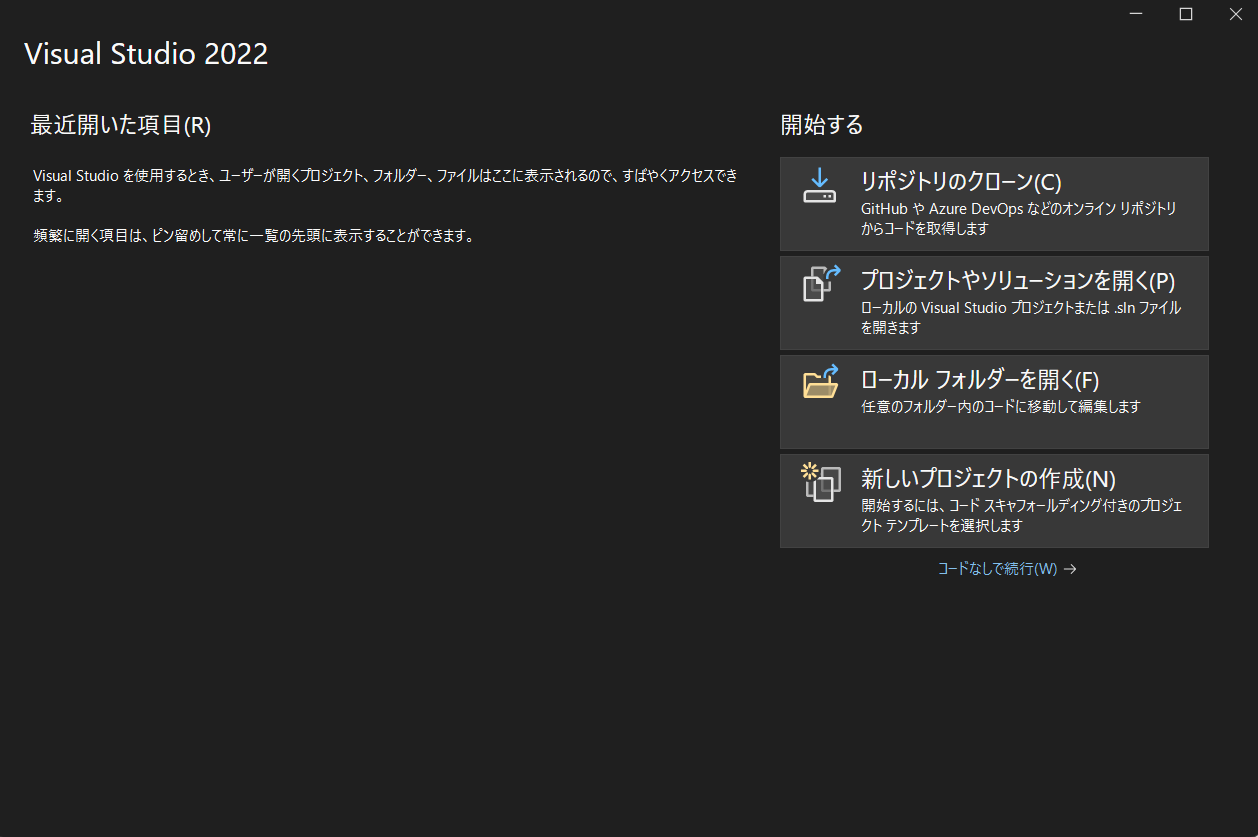 Visual Studio 2022
最近開いた項目(R)
Visual Studio を使用するとき、ユーザーが開くプロジェクト、フォルダー、ファイルはここに表示されるので、すばやくアクセスでき
ます。
頻繁に開く項目は、ピン留めして常に一覧の先頭に表示することができます。
開始する
リポジトリのクローン(C)
GitHub や Azure DevOps などのオンライン リポジトリ
からコードを取得します
プロジェクトやソリューションを開く(P)
ローカルの Visual Studio プロジェクトまたは .sln ファイル
を開きます
ローカル フォルダーを開く(F)
任意のフォルダー内のコードに移動して編集します
新しいプロジェクトの作成(N)
開始するには、コード スキャフォールディング付きのプロジェ
クト テンプレートを選択します
コードなしで続行(W) →